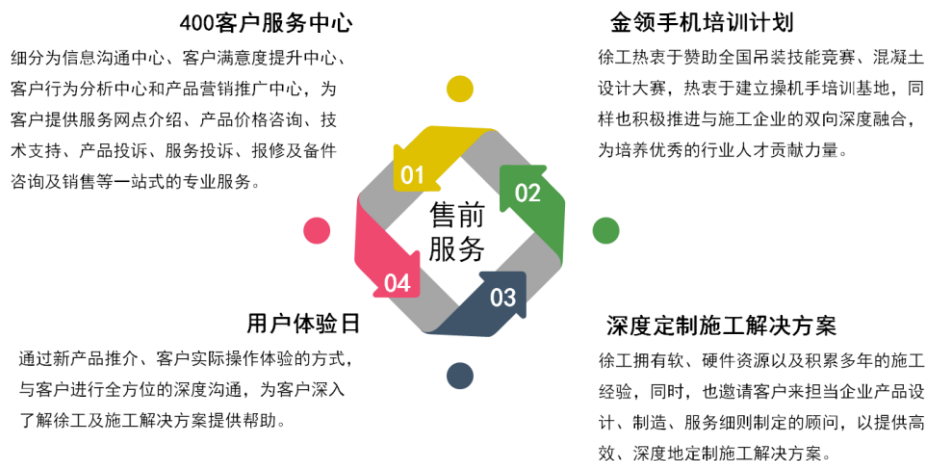 400客户服务中心
细分为信息沟通中心、客户满意度提升中心、
客户行为分析中心和产品营销推广中心，为
客户提供服务网点介绍、产品价格咨询、技
术支持、产品投诉、服务投诉、报修及备件
咨询及销售等一站式的专业服务。
金领手机培训计划
徐工热衷于赞助全国吊装技能竞赛、混凝土
设计大赛，热衷于建立操机手培训基地，同
样也积极推进与施工企业的双向深度融合，
为培养优秀的行业人才贡献力量。
01
02
售前
服务
04
03
用户体验日
通过新产品推介、客户实际操作体验的方式，
与客户进行全方位的深度沟通，为客户深入
了解徐工及施工解决方案提供帮助。
深度定制施工解决方案
徐工拥有软、硬件资源以及积累多年的施工
经验，同时，也邀请客户来担当企业产品设
计、制造、服务细则制定的顾问，以提供高
效、深度地定制施工解决方案。